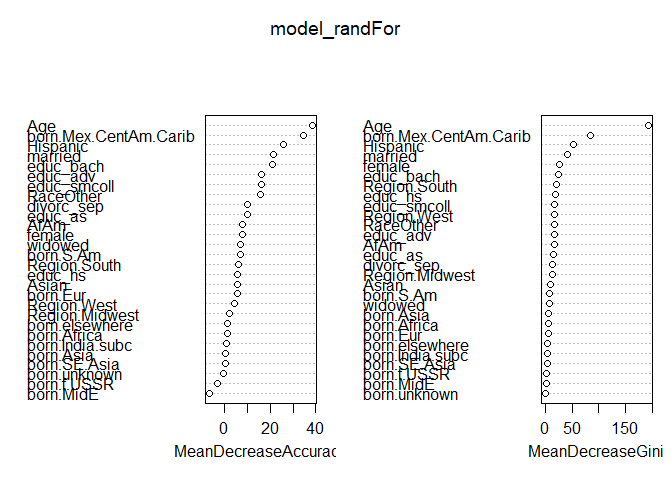 model_randFor
Age
born.Mex.CentAm.Carib
Hispanic
married
educ_bach
educ_adv
educ_smcoll
RaceOther
divorc_sep
educ_as
AfAm
female
widowed
born.S.Am
Region.South
educ_hs
Asian
born.Eur
Region.West
Region.Midwest
born.elsewhere
born.Africa
born.India.subc
born.Asia
born.SE.Asia
born.unknown
born.f.USSR
born.MidE
0 20 40
MeanDecreaseAccurac
Age
born.Mex.CentAm.Carib
Hispanic
married
female
educ_bach
Region.South
educ_hs
educ_smcoll
Region.West
RaceOther
educ_adv
AfAm
educ_as
divorc_sep
Region.Midwest
Asian
born.S.Am
widowed
born.Asia
born.Africa
born.Eur
born.elsewhere
born.India.subc
born.SE.Asia
born.f.USSR
born.MidE
born.unknown
0 50 150
MeanDecreaseGini